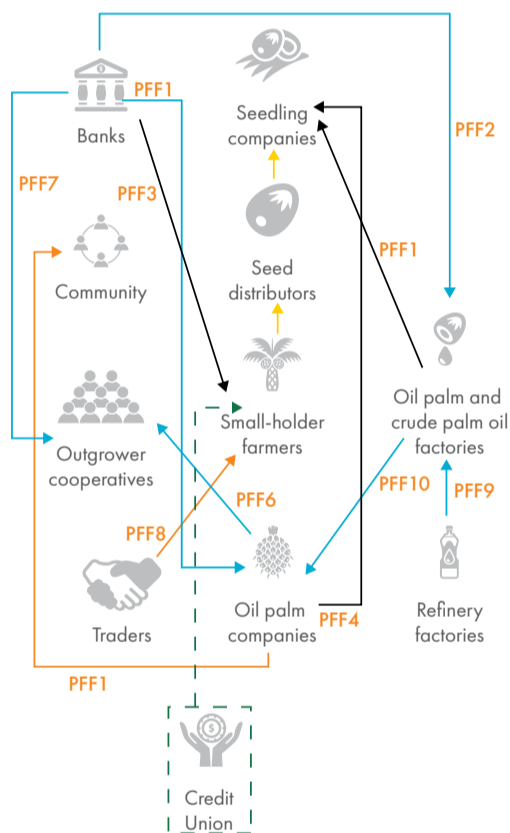 PFF1
Banks
Seedling
companies
PFF2
PFF7
PFF3
Community
Seed
distributors
PFF1
Outgrower
cooperatives
Small-holder
farmers
Oil palm and
crude palm oil
factories
PFF6
PFF10
PFF9
PFF8
Traders
Oil palm
companies
PFF4
Refinery
factories
PFF1
$
Credit
Union